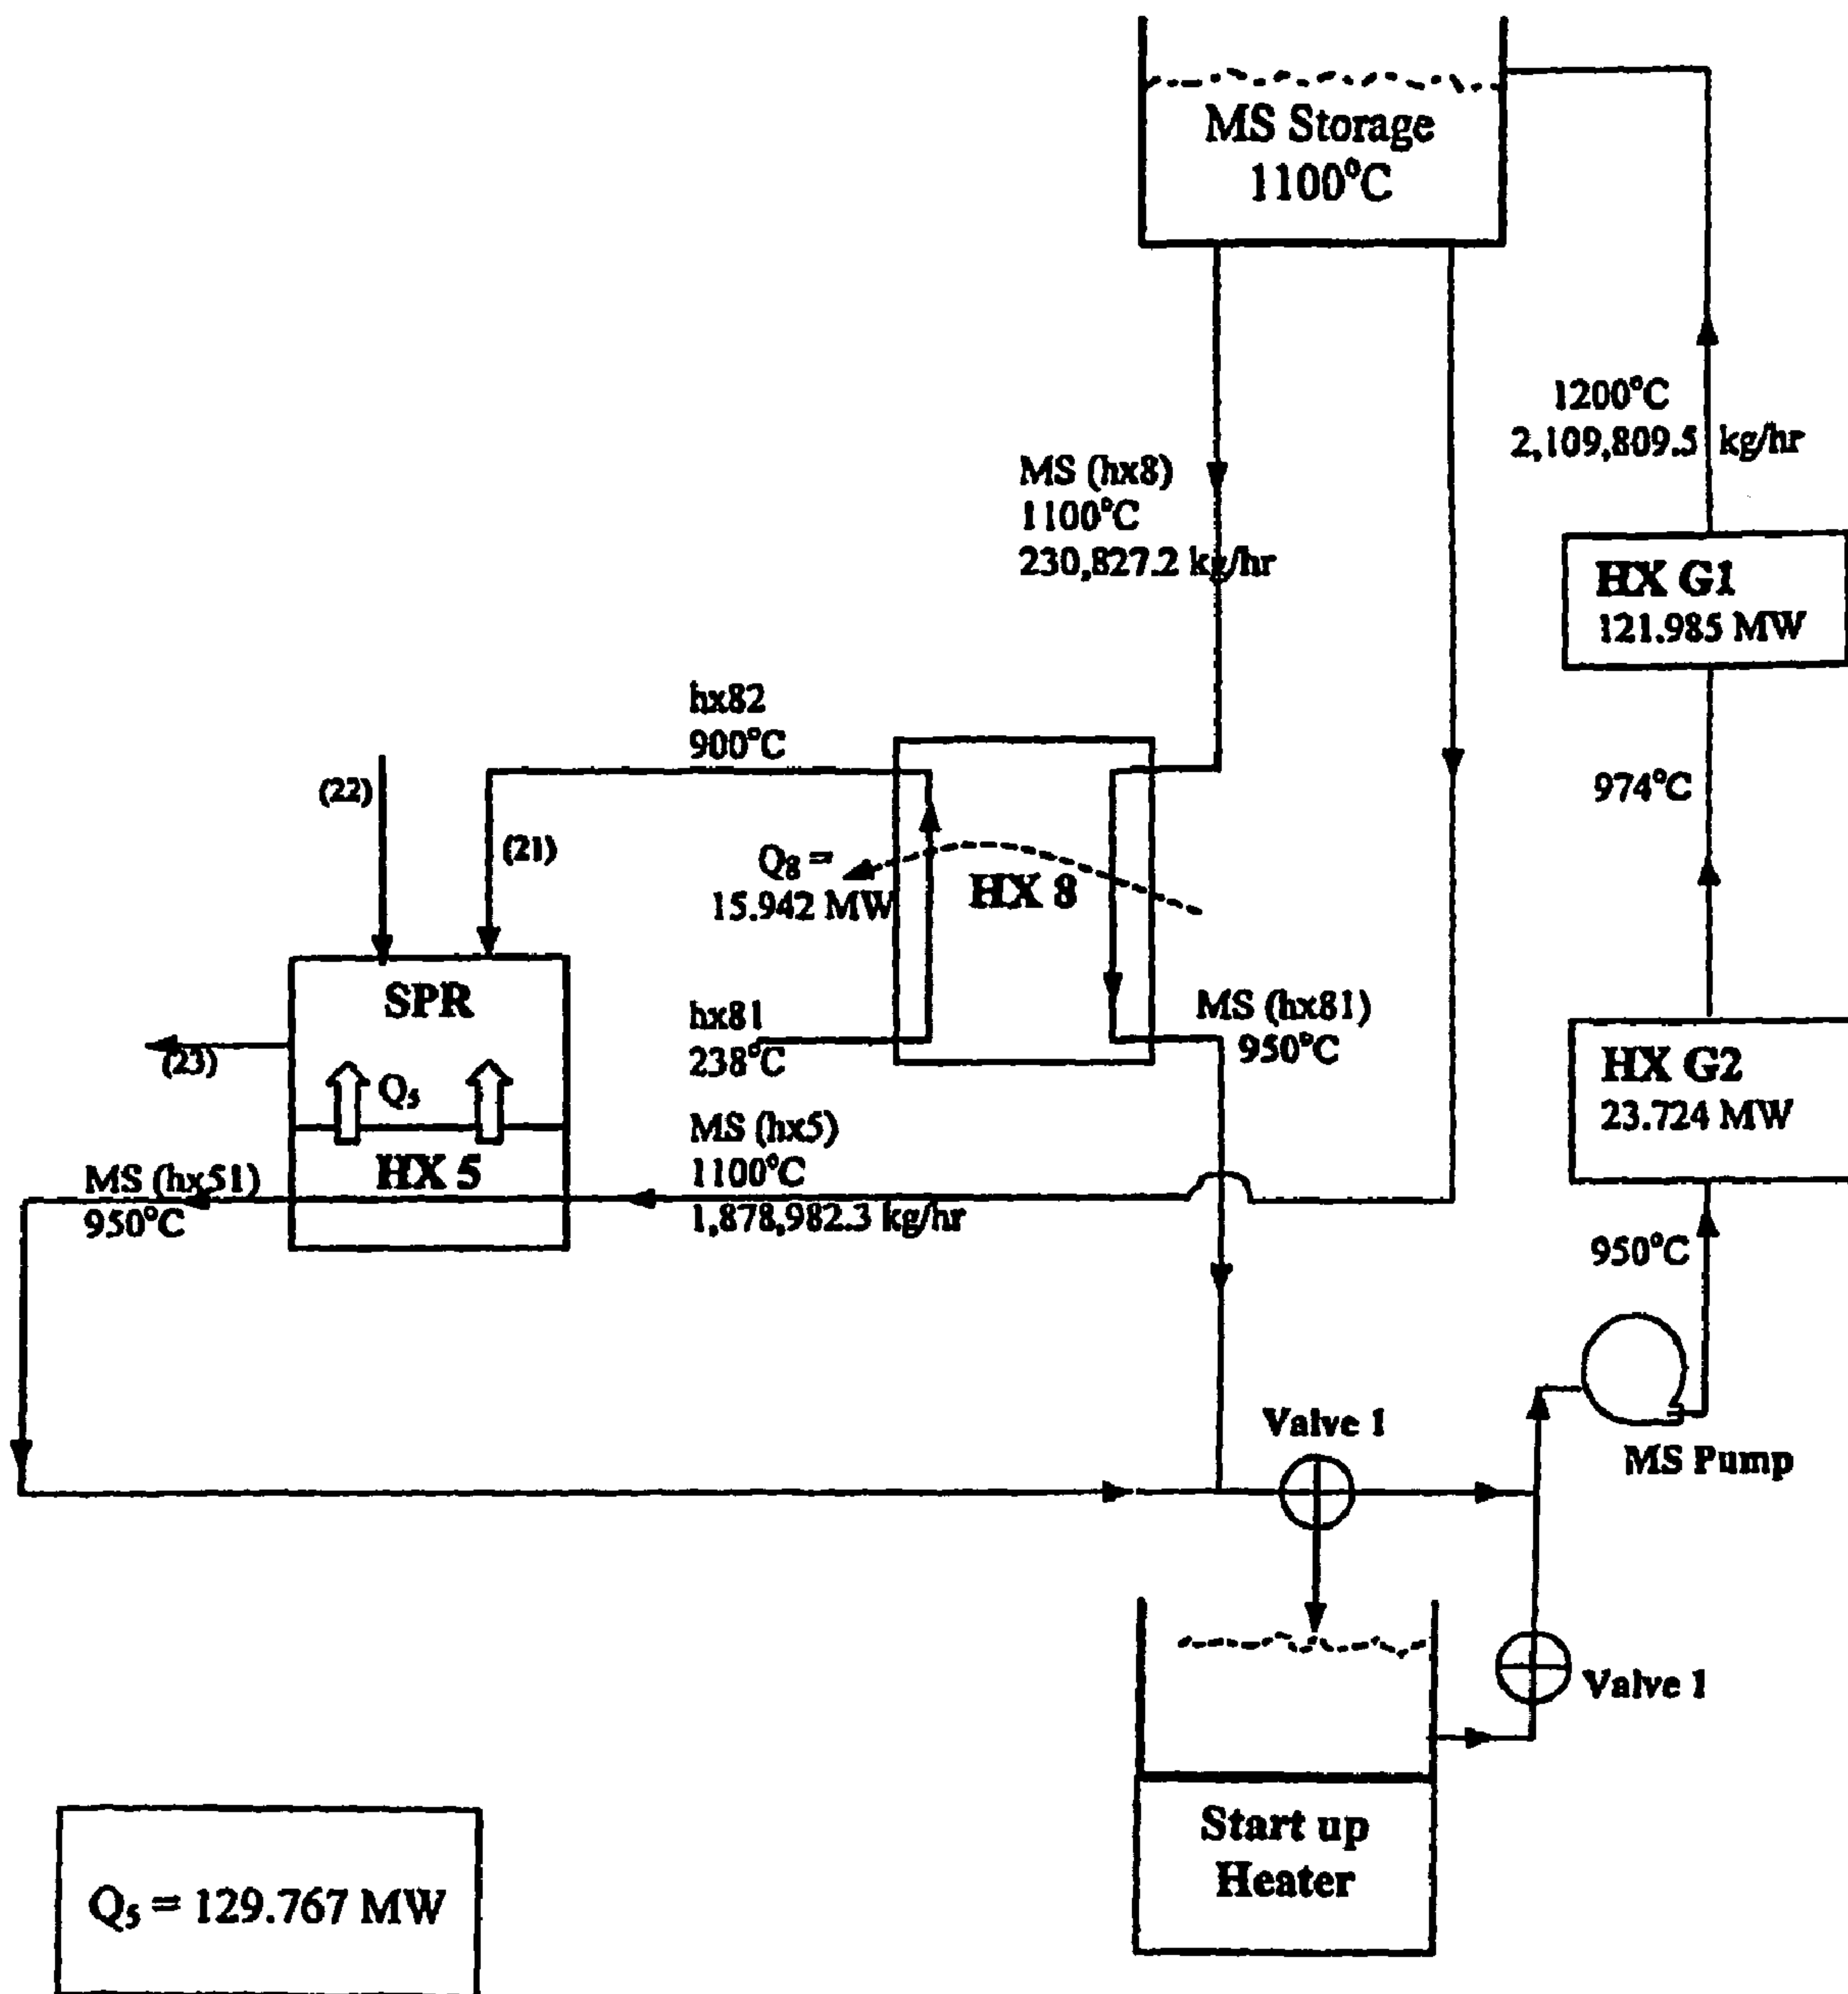 MS Storage
1100°C
1200°C
2,109,809.5 kg/hr
MS (hx8)
1100°C
230,827.2 kg/hr
HX G1
121.985 MW
hx82
900°C
974°C
(22)
(21)
Q8 =
15.942 MW
HX 8
SPR
hx81
238°C
MS (hx81)
950°C
HX G2
23.724 MW
(23)
Q5
MS (hx5)
1100°C
1,878,982.3 kg/hr
HX 5
MS (hx51)
950°C
950°C
Valve 1
MS Pump
Valve 1
Start up
Heater
Q5 = 129.767 MW